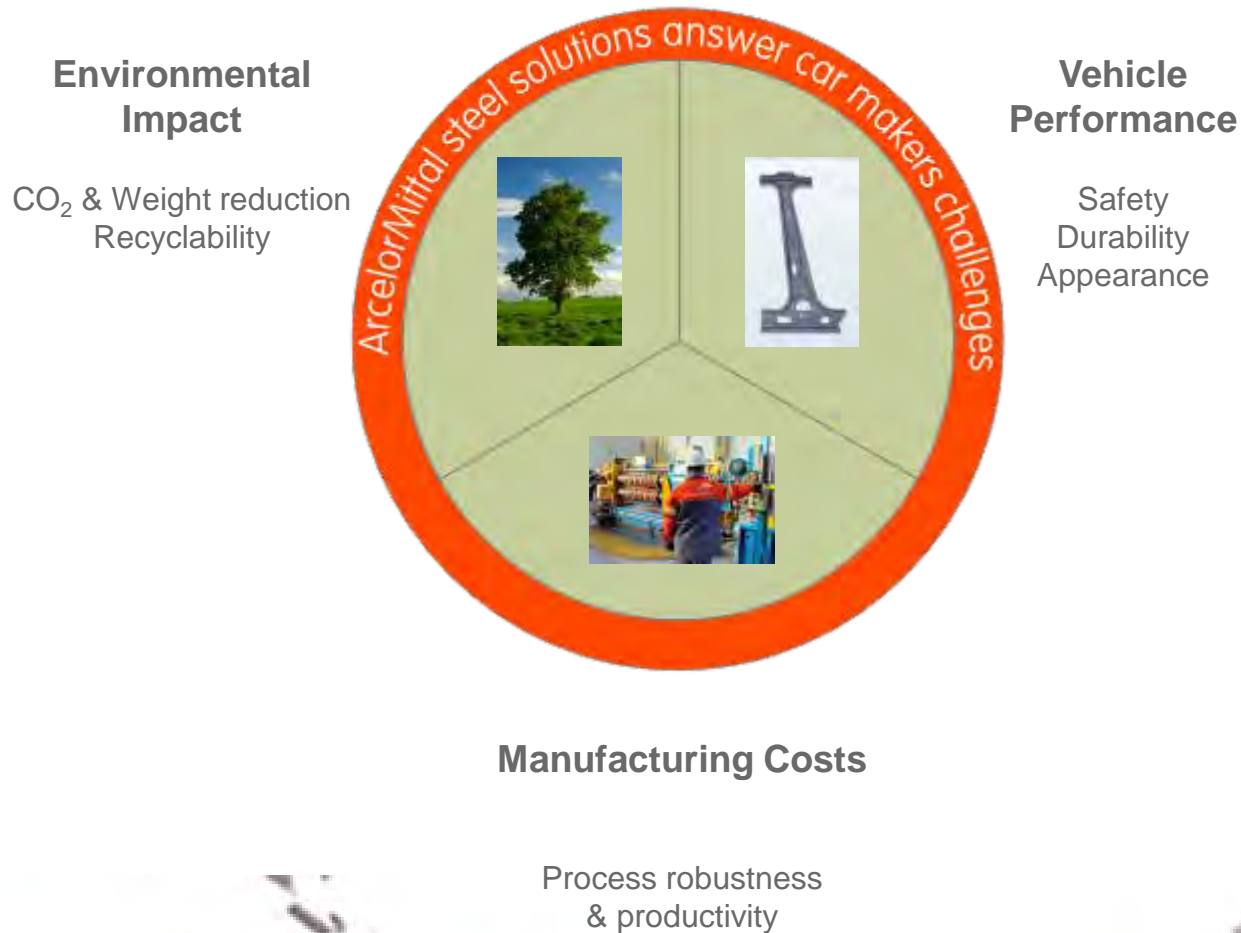 ArcelorMittal steel solutions answer car makers challenges
Environmental
Impact
CO₂ & Weight reduction
Recyclability
Vehicle
Performance
Safety
Durability
Appearance
Manufacturing Costs
Process robustness
& productivity